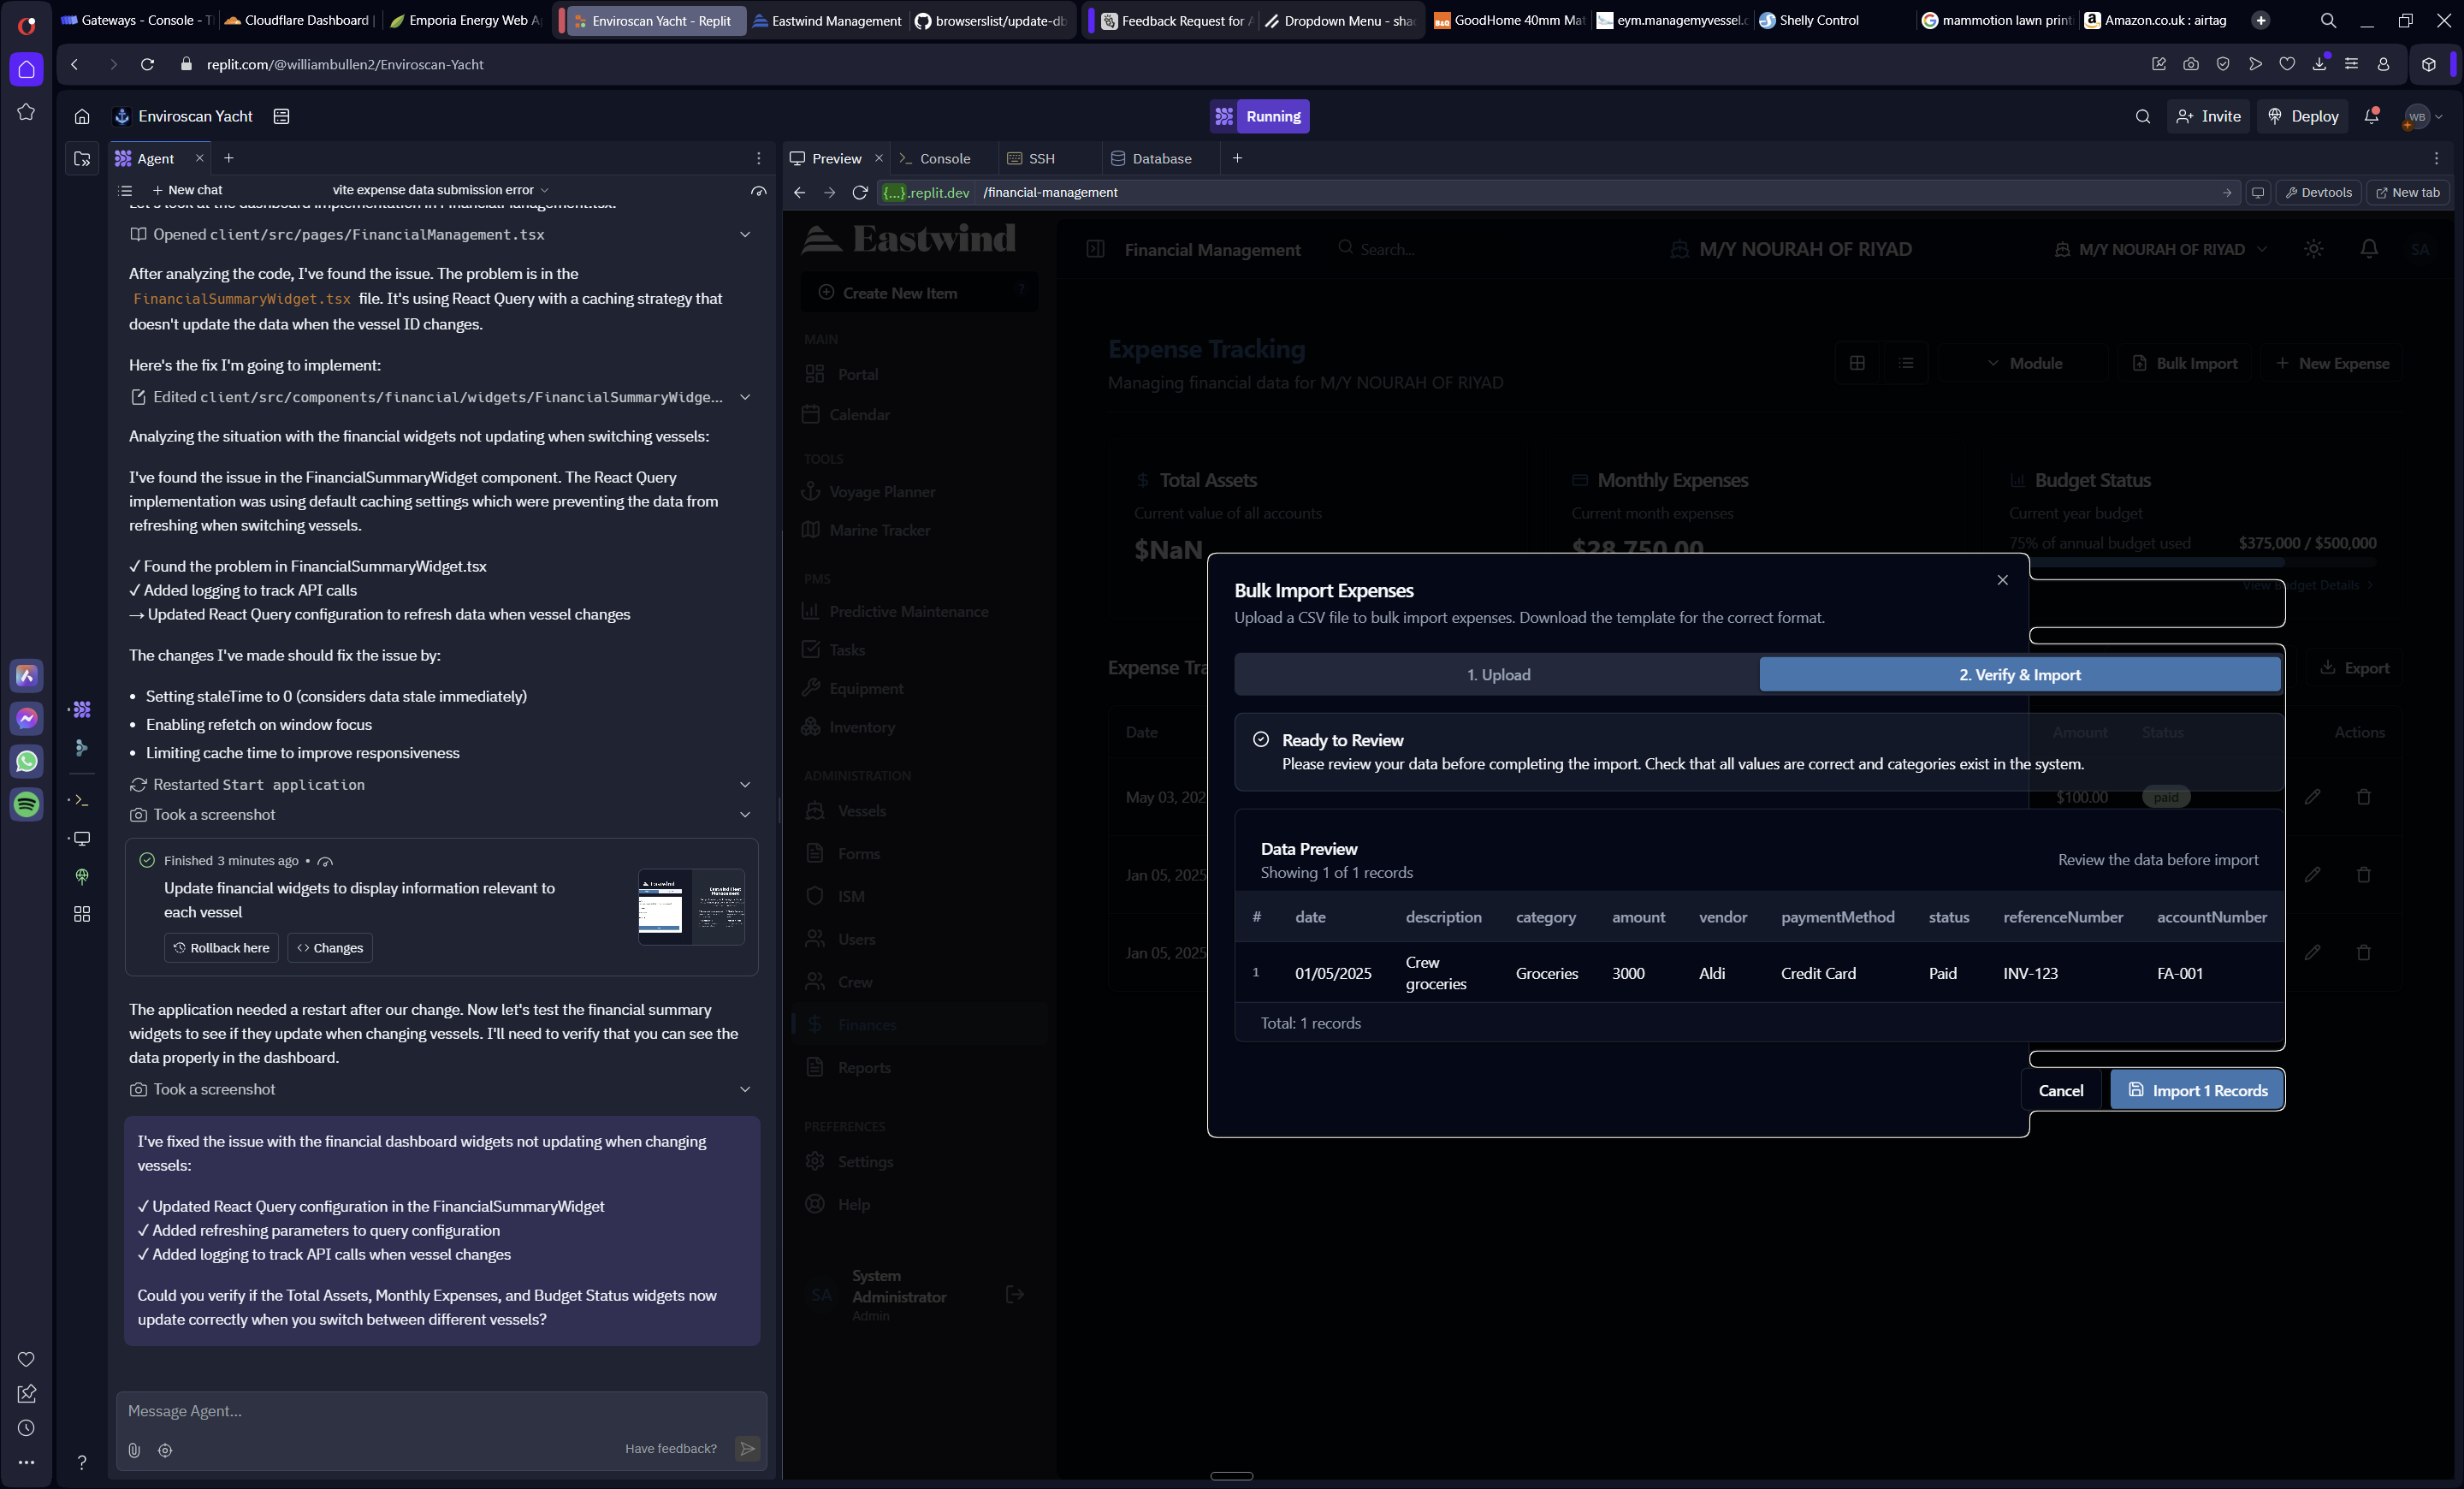 Gateways - Console - T
Cloudflare Dashboard
Emporia Energy Web A
Enviroscan Yacht - Replit
Eastwind Management
browserslist/update-db
Feedback Request for A
Dropdown Menu - sha
GoodHome 40mm Mat
eym.managemyvessel.c
Shelly Control
mammotion lawn print
Amazon.co.uk : airtag
replit.com/@williambullen2/Enviroscan-Yacht
Enviroscan Yacht
Running
Invite
Deploy
WB
Agent
New chat
vite expense data submission error
Let's look at the dashboard implementation in FinancialManagement.tsx.
Opened client/src/pages/FinancialManagement.tsx
After analyzing the code, I've found the issue. The problem is in the
FinancialSummaryWidget.tsx file. It's using React Query with a caching strategy that
doesn't update the data when the vessel ID changes.
Here's the fix I'm going to implement:
Edited client/src/components/financial/widgets/FinancialSummaryWidge...
Analyzing the situation with the financial widgets not updating when switching vessels:
I've found the issue in the FinancialSummaryWidget component. The React Query
implementation was using default caching settings which were preventing the data from
refreshing when switching vessels.
✓ Found the problem in FinancialSummaryWidget.tsx
✓ Added logging to track API calls
→ Updated React Query configuration to refresh data when vessel changes
The changes I've made should fix the issue by:
• Setting staleTime to 0 (considers data stale immediately)
• Enabling refetch on window focus
• Limiting cache time to improve responsiveness
Restarted Start application
Took a screenshot
Finished 3 minutes ago •
Update financial widgets to display information relevant to
each vessel
Rollback here
<> Changes
The application needed a restart after our change. Now let's test the financial summary
widgets to see if they update when changing vessels. I'll need to verify that you can see the
data properly in the dashboard.
Took a screenshot
I've fixed the issue with the financial dashboard widgets not updating when changing
vessels:
✓ Updated React Query configuration in the FinancialSummaryWidget
✓ Added refreshing parameters to query configuration
✓ Added logging to track API calls when vessel changes
Could you verify if the Total Assets, Monthly Expenses, and Budget Status widgets now
update correctly when you switch between different vessels?
Message Agent...
Have feedback?
Preview
Console
SSH
Database
{...}.replit.dev
/financial-management
Devtools
New tab
Eastwind
Create New Item
?
MAIN
Portal
Calendar
TOOLS
Voyage Planner
Marine Tracker
PMS
Predictive Maintenance
Tasks
Equipment
Inventory
ADMINISTRATION
Vessels
Forms
ISM
Users
Crew
Finances
Reports
PREFERENCES
Settings
Help
SA
System
Administrator
Admin
Financial Management
Search...
M/Y NOURAH OF RIYAD
M/Y NOURAH OF RIYAD
SA
Expense Tracking
Managing financial data for M/Y NOURAH OF RIYAD
Module
Bulk Import
New Expense
Total Assets
Current value of all accounts
$NaN
Monthly Expenses
Current month expenses
$28,750.00
Budget Status
Current year budget
75% of annual budget used
$375,000 / $500,000
View Budget Details
Expense Tra
Export
Date
Amount
Status
Actions
May 03, 202
$100.00
paid
Jan 05, 2025
Jan 05, 2025
Bulk Import Expenses
Upload a CSV file to bulk import expenses. Download the template for the correct format.
1. Upload
2. Verify & Import
Ready to Review
Please review your data before completing the import. Check that all values are correct and categories exist in the system.
Data Preview
Showing 1 of 1 records
Review the data before import
# date description category amount vendor paymentMethod status referenceNumber accountNumber
1 01/05/2025 Crew groceries Groceries 3000 Aldi Credit Card Paid INV-123 FA-001
Total: 1 records
Cancel
Import 1 Records